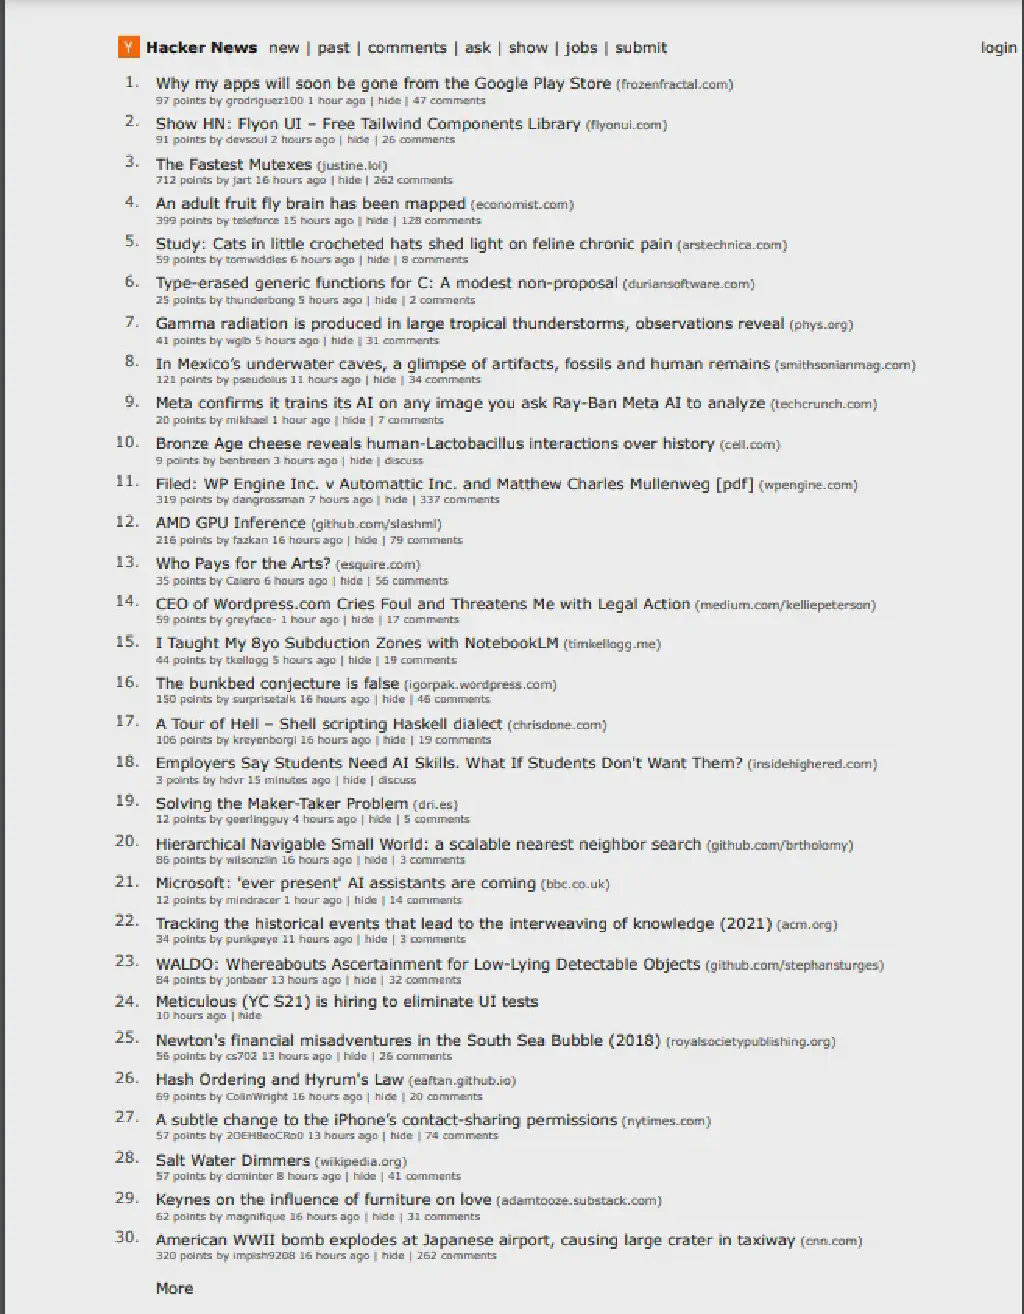 Y Hacker News new | past | comments | ask | show | jobs | submit login
1. Why my apps will soon be gone from the Google Play Store (frozenfractal.com)
97 points by grodriguez100 1 hour ago | hide | 47 comments
2. Show HN: Flyon UI – Free Tailwind Components Library (flyonui.com)
91 points by devsoul 2 hours ago | hide | 26 comments
3. The Fastest Mutexes (justine.lol)
712 points by jart 16 hours ago | hide | 262 comments
4. An adult fruit fly brain has been mapped (economist.com)
399 points by teleforce 15 hours ago | hide | 128 comments
5. Study: Cats in little crocheted hats shed light on feline chronic pain (arstechnica.com)
59 points by tomwiddles 6 hours ago | hide | 8 comments
6. Type-erased generic functions for C: A modest non-proposal (duriansoftware.com)
25 points by thunderbong 5 hours ago | hide | 2 comments
7. Gamma radiation is produced in large tropical thunderstorms, observations reveal (phys.org)
41 points by wglb 5 hours ago | hide | 31 comments
8. In Mexico’s underwater caves, a glimpse of artifacts, fossils and human remains (smithsonianmag.com)
121 points by pseudolus 11 hours ago | hide | 34 comments
9. Meta confirms it trains its AI on any image you ask Ray-Ban Meta AI to analyze (techcrunch.com)
20 points by mikhael 1 hour ago | hide | 7 comments
10. Bronze Age cheese reveals human-Lactobacillus interactions over history (cell.com)
9 points by benbreen 3 hours ago | hide | discuss
11. Filed: WP Engine Inc. v Automattic Inc. and Matthew Charles Mullenweg [pdf] (wpengine.com)
319 points by dangrossman 7 hours ago | hide | 337 comments
12. AMD GPU Inference (github.com/slashml)
216 points by fazkan 16 hours ago | hide | 79 comments
13. Who Pays for the Arts? (esquire.com)
35 points by Caiero 6 hours ago | hide | 56 comments
14. CEO of Wordpress.com Cries Foul and Threatens Me with Legal Action (medium.com/kelliepeterson)
59 points by greyface- 1 hour ago | hide | 17 comments
15. I Taught My 8yo Subduction Zones with NotebookLM (timkellogg.me)
44 points by tkellogg 5 hours ago | hide | 19 comments
16. The bunkbed conjecture is false (igorpak.wordpress.com)
150 points by surprisetalk 16 hours ago | hide | 46 comments
17. A Tour of Hell – Shell scripting Haskell dialect (chrisdone.com)
106 points by kreyenborgi 16 hours ago | hide | 19 comments
18. Employers Say Students Need AI Skills. What If Students Don't Want Them? (insidehighered.com)
3 points by hdvr 15 minutes ago | hide | discuss
19. Solving the Maker-Taker Problem (dri.es)
12 points by geerlingguy 4 hours ago | hide | 5 comments
20. Hierarchical Navigable Small World: a scalable nearest neighbor search (github.com/brtholomy)
86 points by wilsonzlin 16 hours ago | hide | 3 comments
21. Microsoft: 'ever present' AI assistants are coming (bbc.co.uk)
12 points by mindracer 1 hour ago | hide | 14 comments
22. Tracking the historical events that lead to the interweaving of knowledge (2021) (acm.org)
34 points by punkpeye 11 hours ago | hide | 3 comments
23. WALDO: Whereabouts Ascertainment for Low-Lying Detectable Objects (github.com/stephansturges)
84 points by jonbaer 13 hours ago | hide | 32 comments
24. Meticulous (YC S21) is hiring to eliminate UI tests
10 hours ago | hide
25. Newton's financial misadventures in the South Sea Bubble (2018) (royalsocietypublishing.org)
56 points by cs702 13 hours ago | hide | 26 comments
26. Hash Ordering and Hyrum's Law (eaftan.github.io)
69 points by ColinWright 16 hours ago | hide | 20 comments
27. A subtle change to the iPhone’s contact-sharing permissions (nytimes.com)
57 points by 13 hours ago | hide | 74 comments
28. Salt Water Dimmers (wikipedia.org)
57 points by dcminter 8 hours ago | hide | 41 comments
29. Keynes on the influence of furniture on love (adamtooze.substack.com)
62 points by magnifique 16 hours ago | hide | 31 comments
30. American WWII bomb explodes at Japanese airport, causing large crater in taxiway (cnn.com)
320 points by impish9208 16 hours ago | hide | 262 comments
More